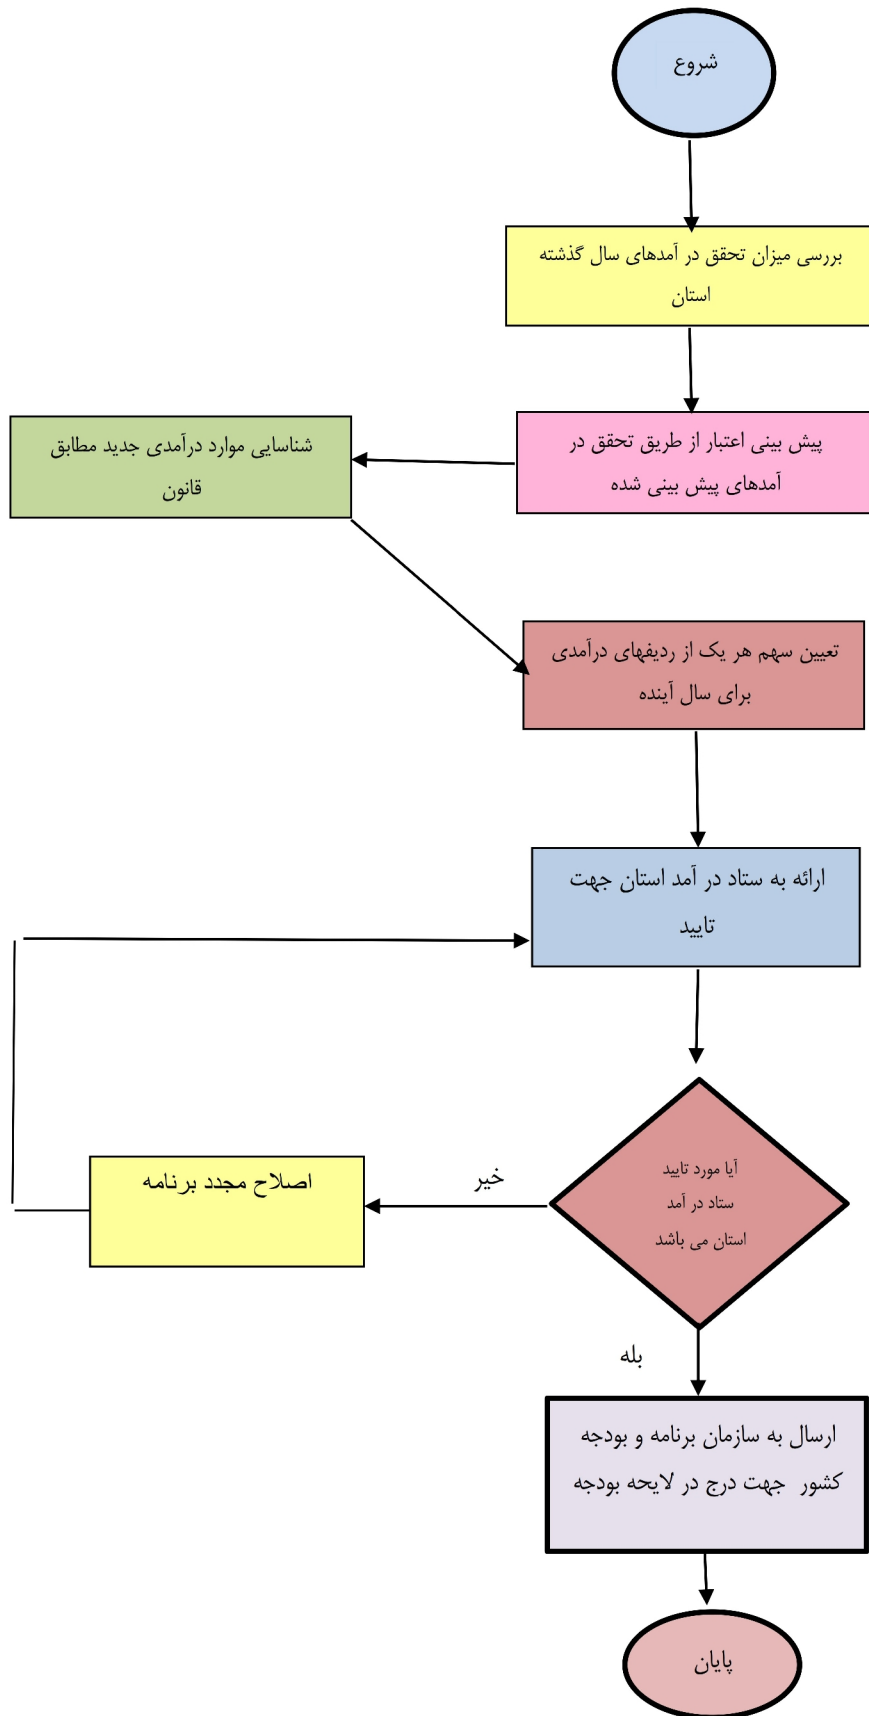 شروع
بررسی میزان تحقق در آمدهای سال گذشته
استان
پیش بینی اعتبار از طریق تحقق در
آمدهای پیش بینی شده
شناسایی موارد درآمدی جدید مطابق
قانون
تعیین سهم هر یک از ردیفهای درآمدی
برای سال آینده
ارائه به ستاد در آمد استان جهت
تایید
آیا مورد تایید
ستاد در آمد
استان می باشد
خیر
اصلاح مجدد برنامه
بله
ارسال به سازمان برنامه و بودجه
کشور جهت درج در لایحه بودجه
پایان